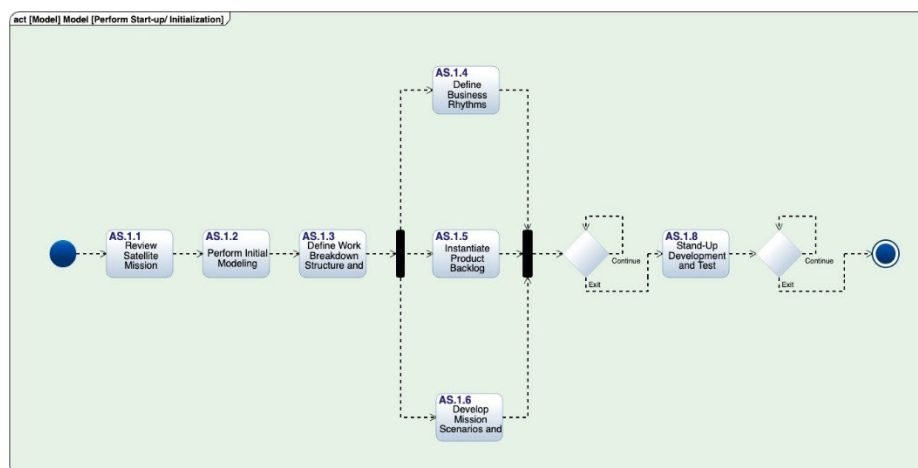 act [Model] Model [Perform Start-up/ Initialization]
AS.1.4
Define
Business
Rhythms
AS.1.1
Review
Satellite
Mission
AS.1.2
Perform Initial
Modeling
AS.1.3
Define Work
Breakdown
Structure and
AS.1.5
Instantiate
Product
Backlog
Continue
Exit
AS.1.8
Stand-Up
Development
and Test
Continue
Exit
AS.1.6
Develop
Mission
Scenarios and